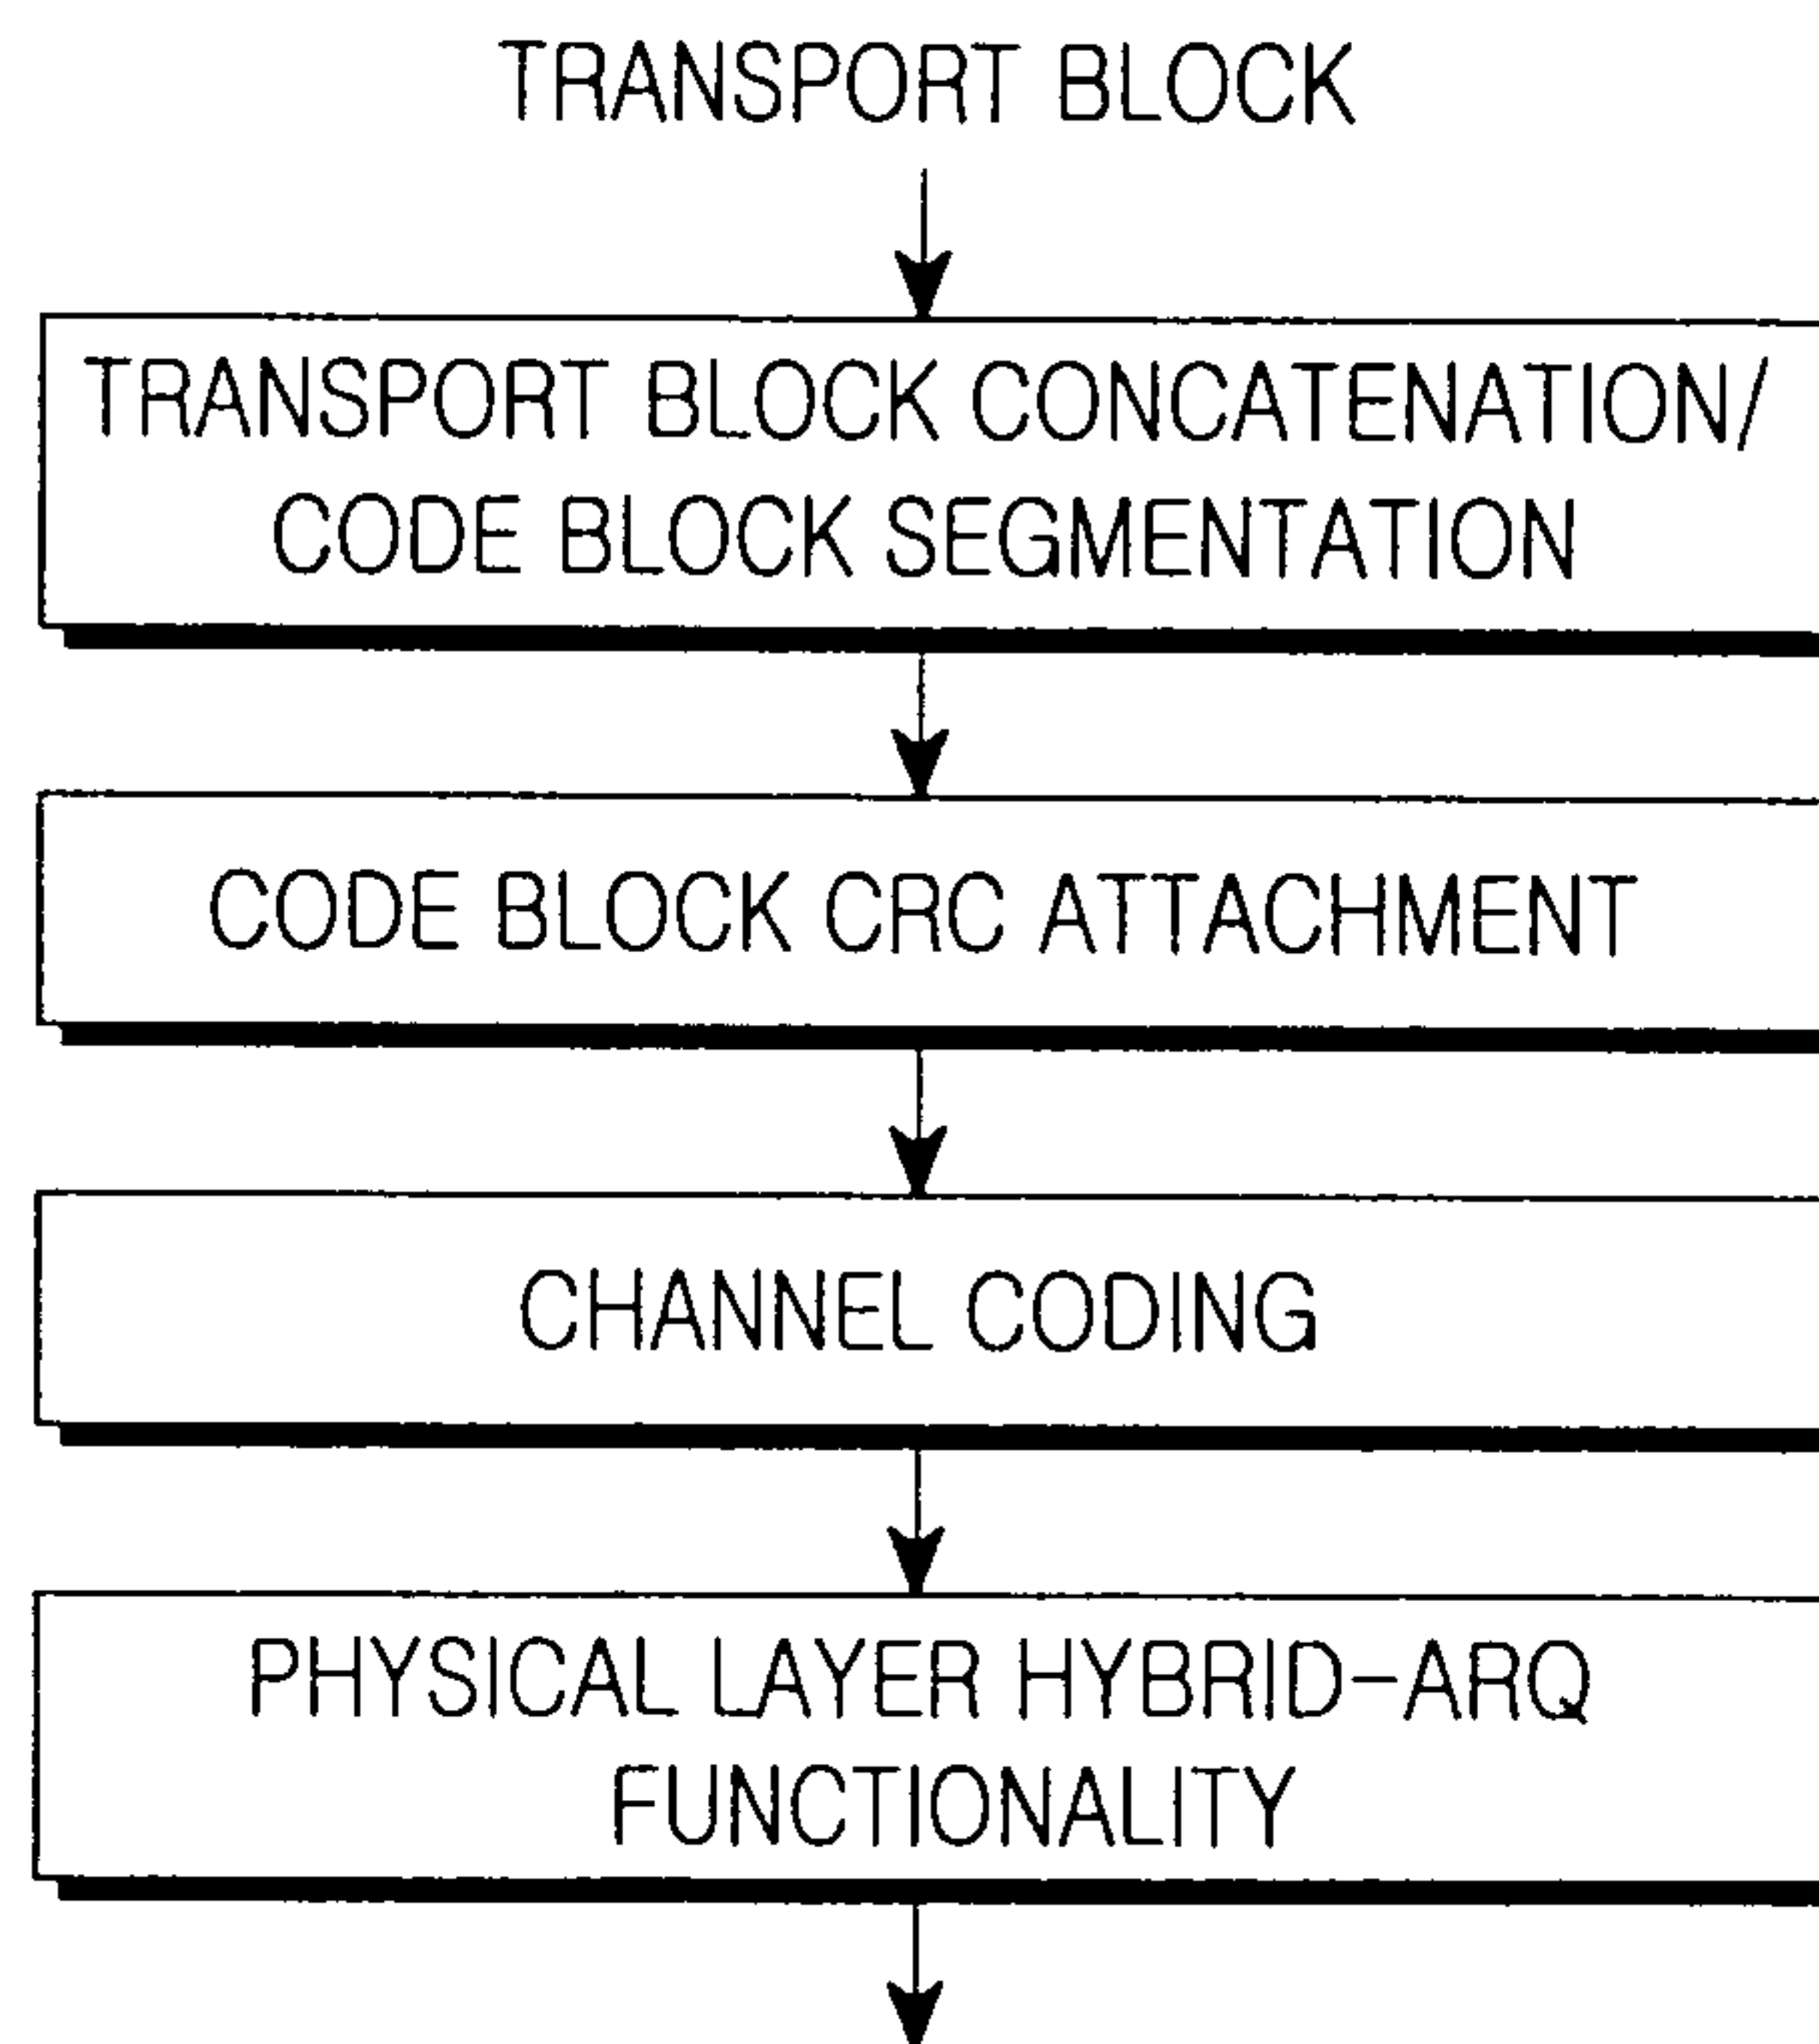 TRANSPORT BLOCK
TRANSPORT BLOCK CONCATENATION/
CODE BLOCK SEGMENTATION
CODE BLOCK CRC ATTACHMENT
CHANNEL CODING
PHYSICAL LAYER HYBRID-ARQ
FUNCTIONALITY